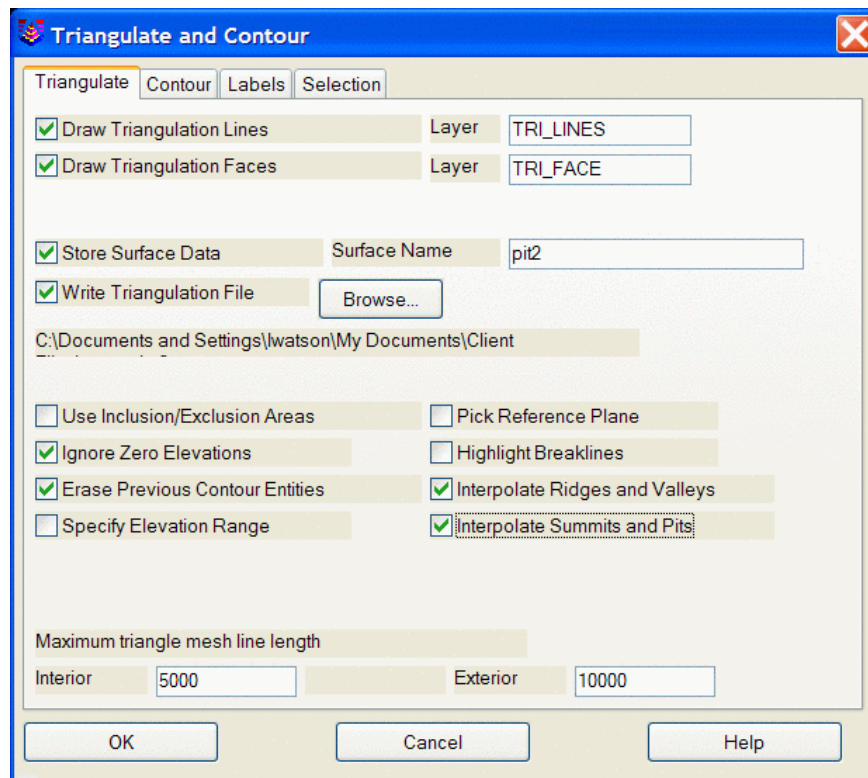 Triangulate and Contour
Triangulate Contour Labels Selection
Draw Triangulation Lines Layer TRI_LINES
Draw Triangulation Faces Layer TRI_FACE
Store Surface Data Surface Name pit2
Write Triangulation File Browse...
C:\Documents and Settings\lwatson\My Documents\Client
Use Inclusion/Exclusion Areas Pick Reference Plane
Ignore Zero Elevations Highlight Breaklines
Erase Previous Contour Entities Interpolate Ridges and Valleys
Specify Elevation Range Interpolate Summits and Pits
Maximum triangle mesh line length
Interior 5000 Exterior 10000
OK Cancel Help